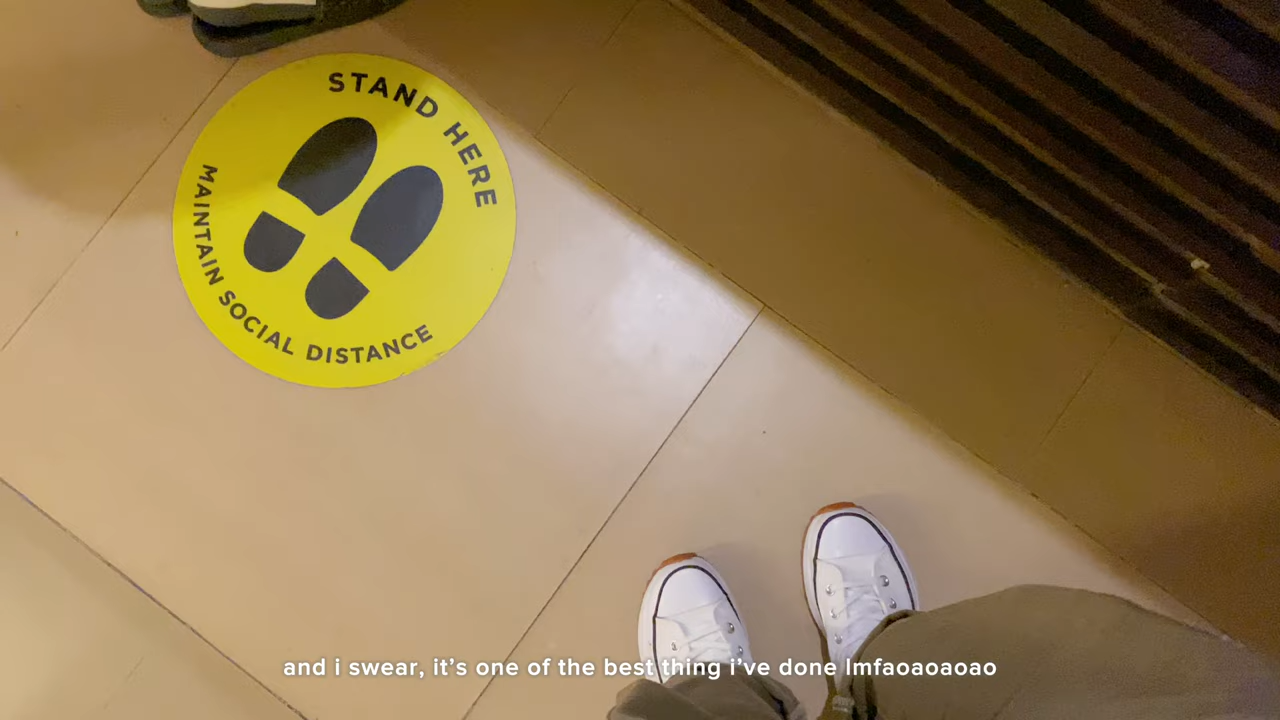 STAND HERE
MAINTAIN SOCIAL DISTANCE
and i swear, it's one of the best thing i've done lmfaoaoaoao